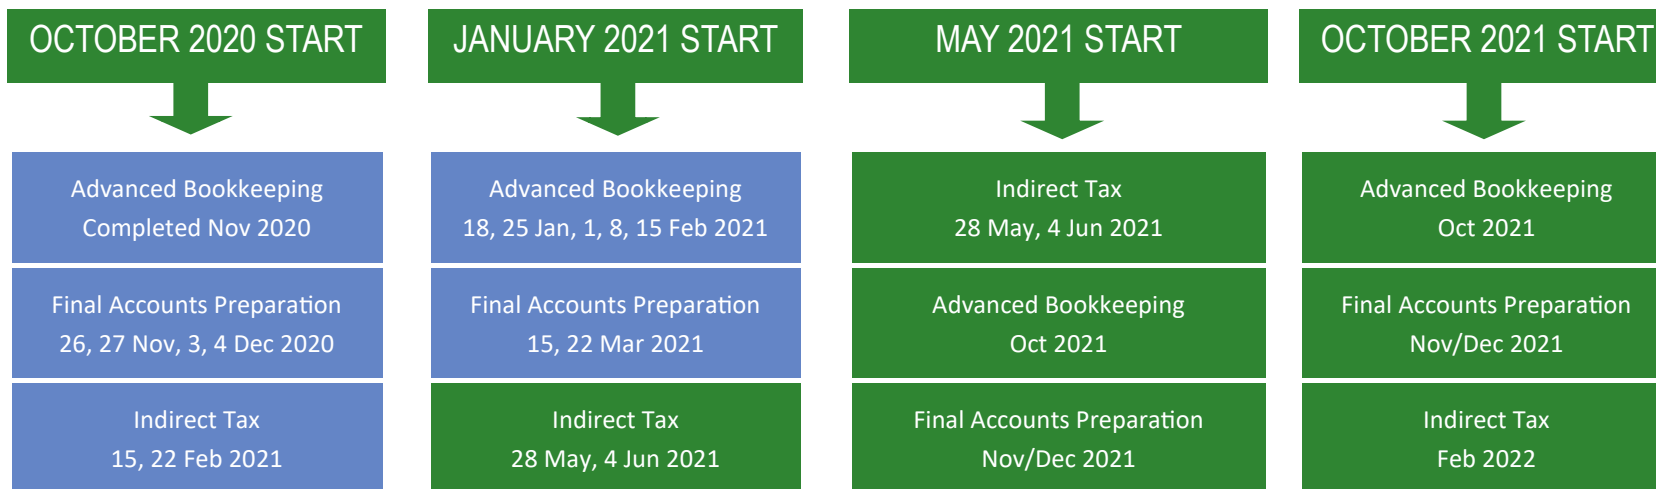 OCTOBER 2020 START
Advanced Bookkeeping
Completed Nov 2020
Final Accounts Preparation
26, 27 Nov, 3, 4 Dec 2020
Indirect Tax
15, 22 Feb 2021
JANUARY 2021 START
Advanced Bookkeeping
18, 25 Jan, 1, 8, 15 Feb 2021
Final Accounts Preparation
15, 22 Mar 2021
Indirect Tax
28 May, 4 Jun 2021
MAY 2021 START
Indirect Tax
28 May, 4 Jun 2021
Advanced Bookkeeping
Oct 2021
Final Accounts Preparation
Nov/Dec 2021
OCTOBER 2021 START
Advanced Bookkeeping
Oct 2021
Final Accounts Preparation
Nov/Dec 2021
Indirect Tax
Feb 2022